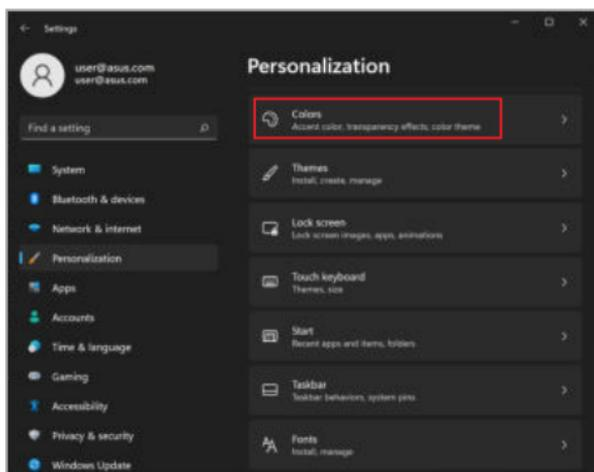 Settings
user@asus.com
user@asus.com
Find a setting
System
Bluetooth & devices
Network & internet
Personalization
Apps
Accounts
Time & language
Gaming
Accessibility
Privacy & security
Windows Update
Personalization
Colors
Accent color, transparency effects, color theme
Themes
Install, create, manage
Lock screen
Lock screen images, apps, animations
Touch keyboard
Themes, size
Start
Recent apps and items, folders
Taskbar
Taskbar behaviors, system pins
Fonts
Install, manage